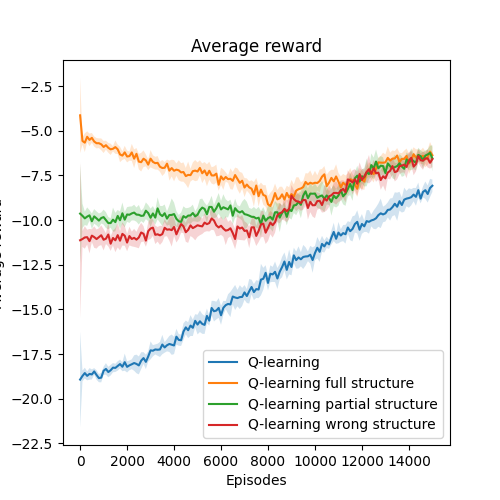 Average reward
−2.5
−5.0
−7.5
−10.0
−12.5
−15.0
−17.5
−20.0
−22.5
Q-learning
Q-learning full structure
Q-learning partial structure
Q-learning wrong structure
0 2000 4000 6000 8000 10000 12000 14000
Episodes